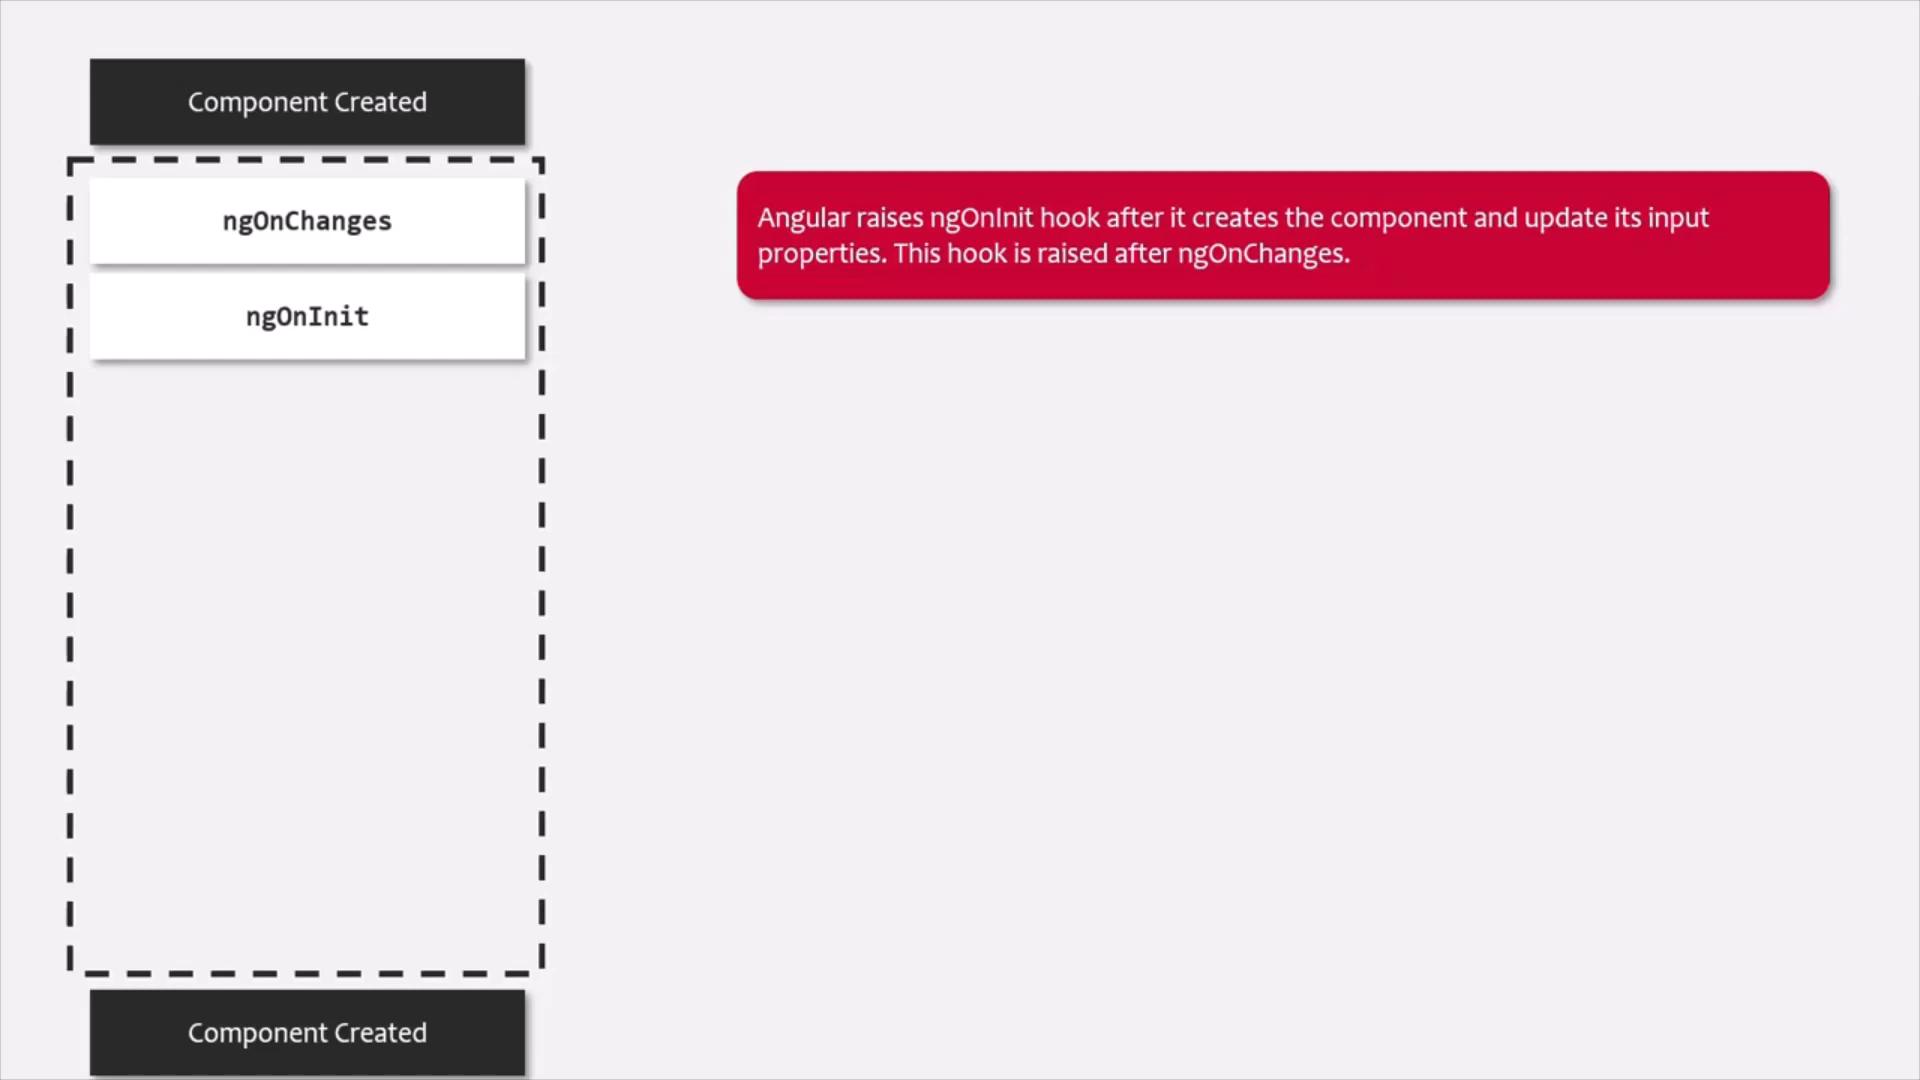 Component Created
ngOnChanges
ngOnInit
Angular raises ngOnInit hook after it creates the component and update its input
properties. This hook is raised after ngOnChanges.
Component Created